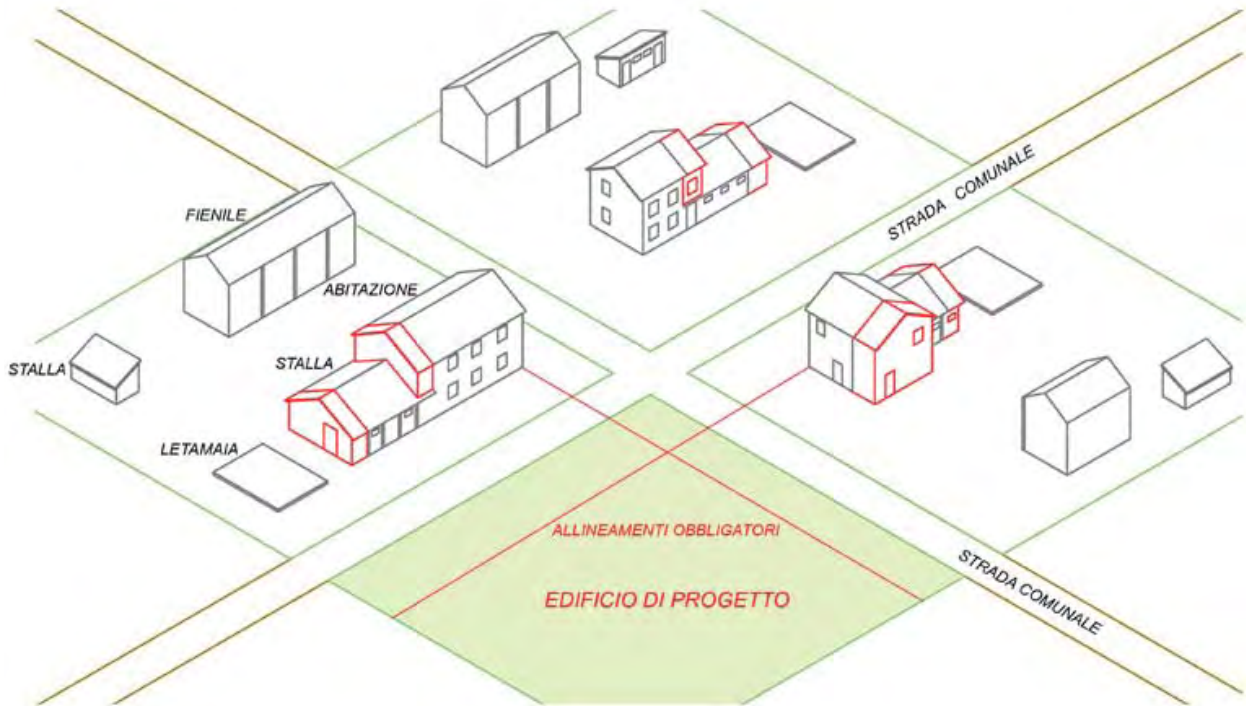 STRADA COMUNALE
FIENILE
ABITAZIONE
STALLA
STALLA
LETAMAIA
ALLINEAMENTI OBBLIGATORI
EDIFICIO DI PROGETTO
STRADA COMUNALE